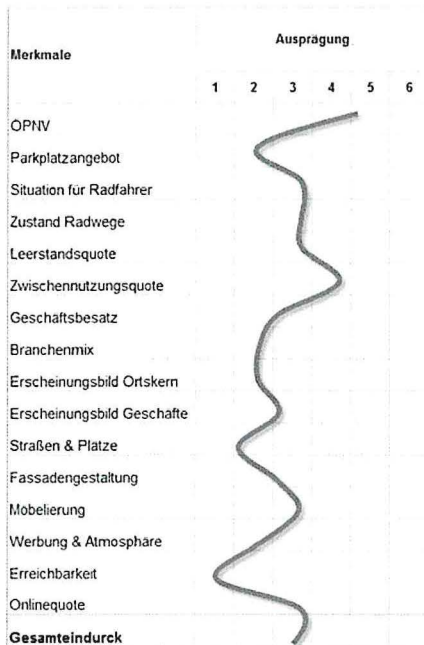 Merkmale
Ausprägung
1 2 3 4 5 6
OPNV
Parkplatzangebot
Situation für Radfahrer
Zustand Radwege
Leerstandsquote
Zwischennutzungsquote
Geschaftsbesatz
Branchenmix
Erscheinungsbild Ortskern
Erscheinungsbild Geschafte
Straßen & Platze
Fassadengestaltung
Mobelierung
Werbung & Atmosphäre
Erreichbarkeit
Onlinequote
Gesamteindurck